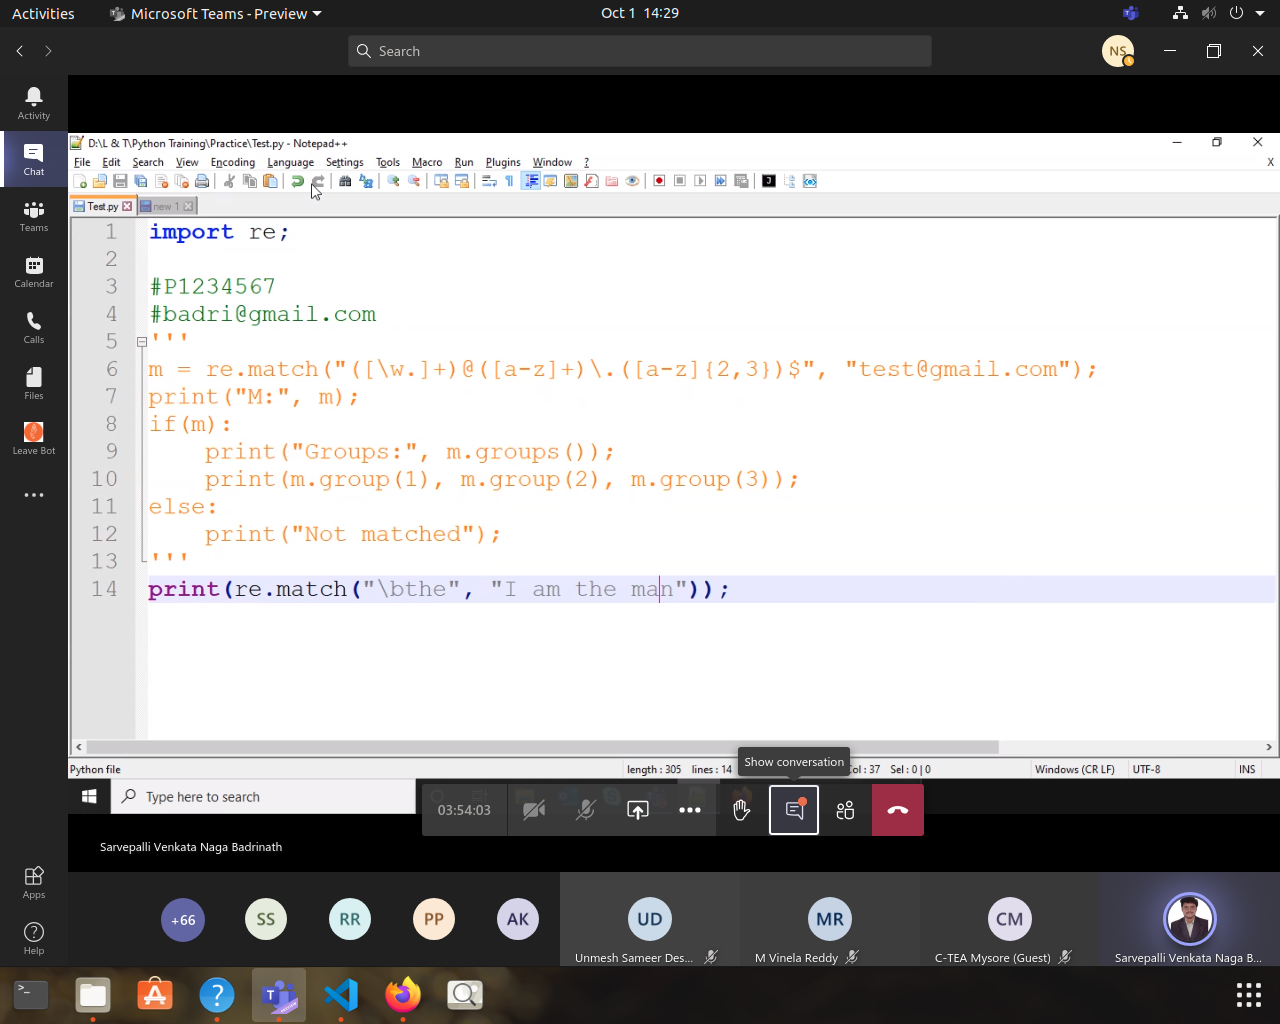 Activities
Microsoft Teams - Preview
Oct 1 14:29
Search
NS
Activity
Chat
Teams
Calendar
Calls
Files
Leave Bot
Apps
Help
D:\L & T\Python Training\Practice\Test.py - Notepad++
File Edit Search View Encoding Language Settings Tools Macro Run Plugins Window ? X
Test.py new 1
1 import re;
2
3 #P1234567
4 #badri@gmail.com
5 '''
6 m = re.match("([\w.]+)@([a-z]+)\.([a-z]{2,3})$", "test@gmail.com");
7 print("M:", m);
8 if(m):
9     print("Groups:", m.groups());
10     print(m.group(1), m.group(2), m.group(3));
11 else:
12     print("Not matched");
13 '''
14 print(re.match("\bthe", "I am the man"));
Show conversation
Python file length : 305 lines : 14 Col : 37 Sel : 0 | 0 Windows (CR LF) UTF-8 INS
Type here to search
03:54:03
Sarvepalli Venkata Naga Badrinath
+66 SS RR PP AK UD MR CM
Unmesh Sameer Des... M Vinela Reddy C-TEA Mysore (Guest) Sarvepalli Venkata Naga B...